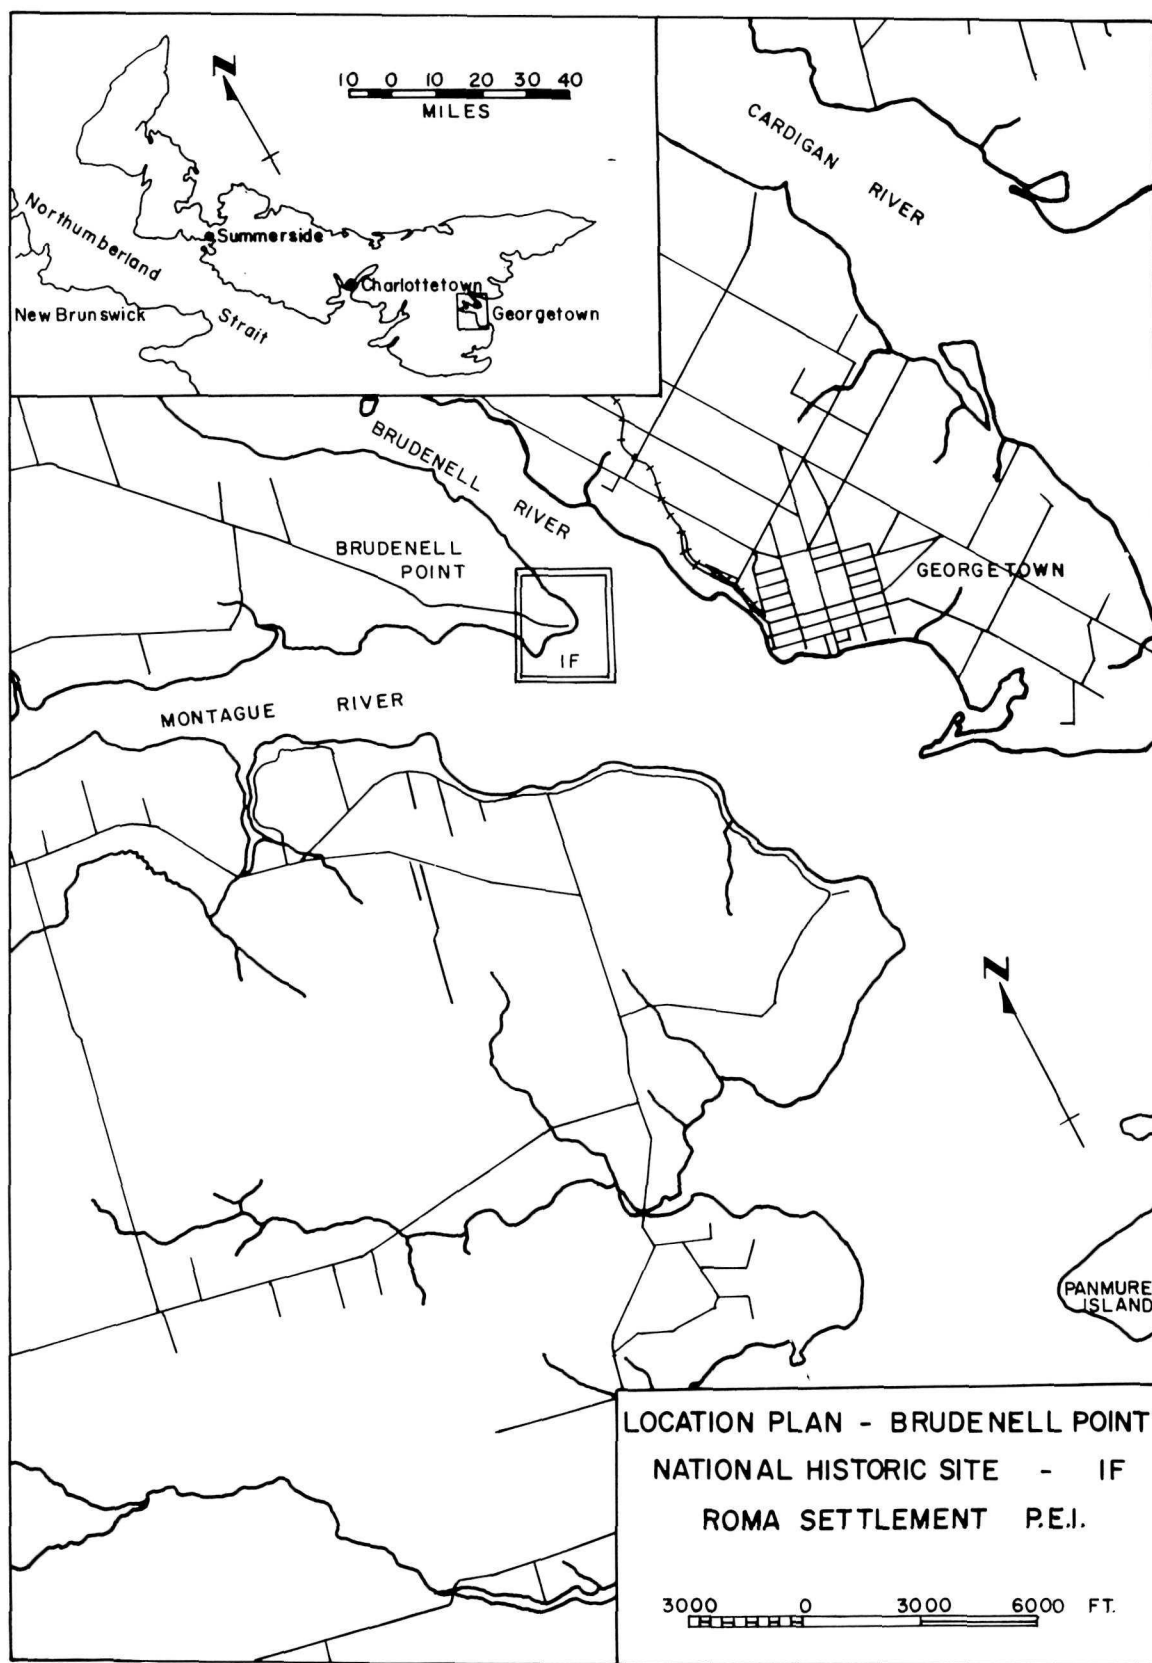 N
10 0 10 20 30 40
MILES
Northumberland
Strait
Summerside
Charlottetown
New Brunswick
Georgetown
CARDIGAN
RIVER
BRUDENELL
RIVER
BRUDENELL
POINT
GEORGETOWN
1F
MONTAGUE RIVER
N
PANMURE
ISLAND
LOCATION PLAN - BRUDENELL POINT
NATIONAL HISTORIC SITE - 1F
ROMA SETTLEMENT P.E.I.
3000 0 3000 6000 FT.